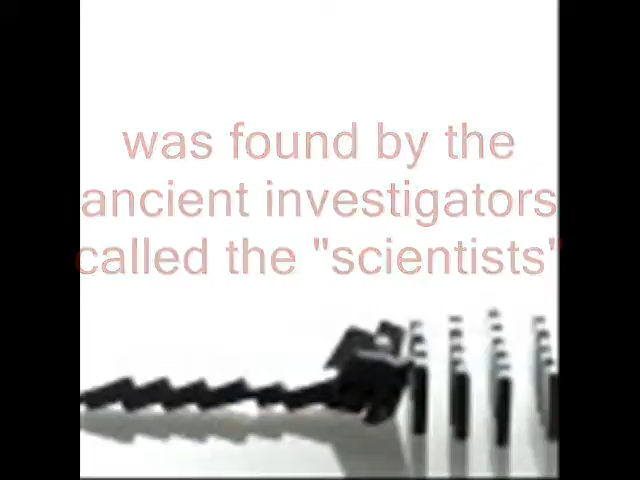 was found by the
ancient investigators
called the "scientists"